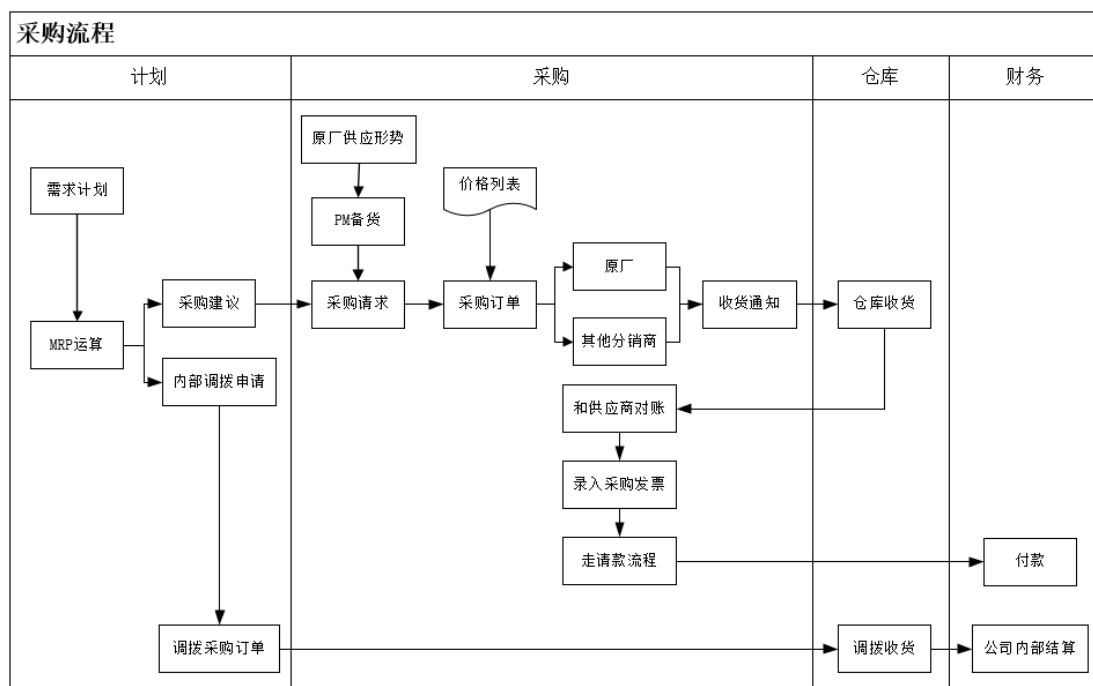 采购流程
计划
采购
仓库
财务
原厂供应形势
需求计划
价格列表
PM备货
原厂
采购建议
采购请求
采购订单
收货通知
仓库收货
MRP运算
其他分销商
内部调拨申请
和供应商对账
录入采购发票
走请款流程
付款
调拨采购订单
调拨收货
公司内部结算